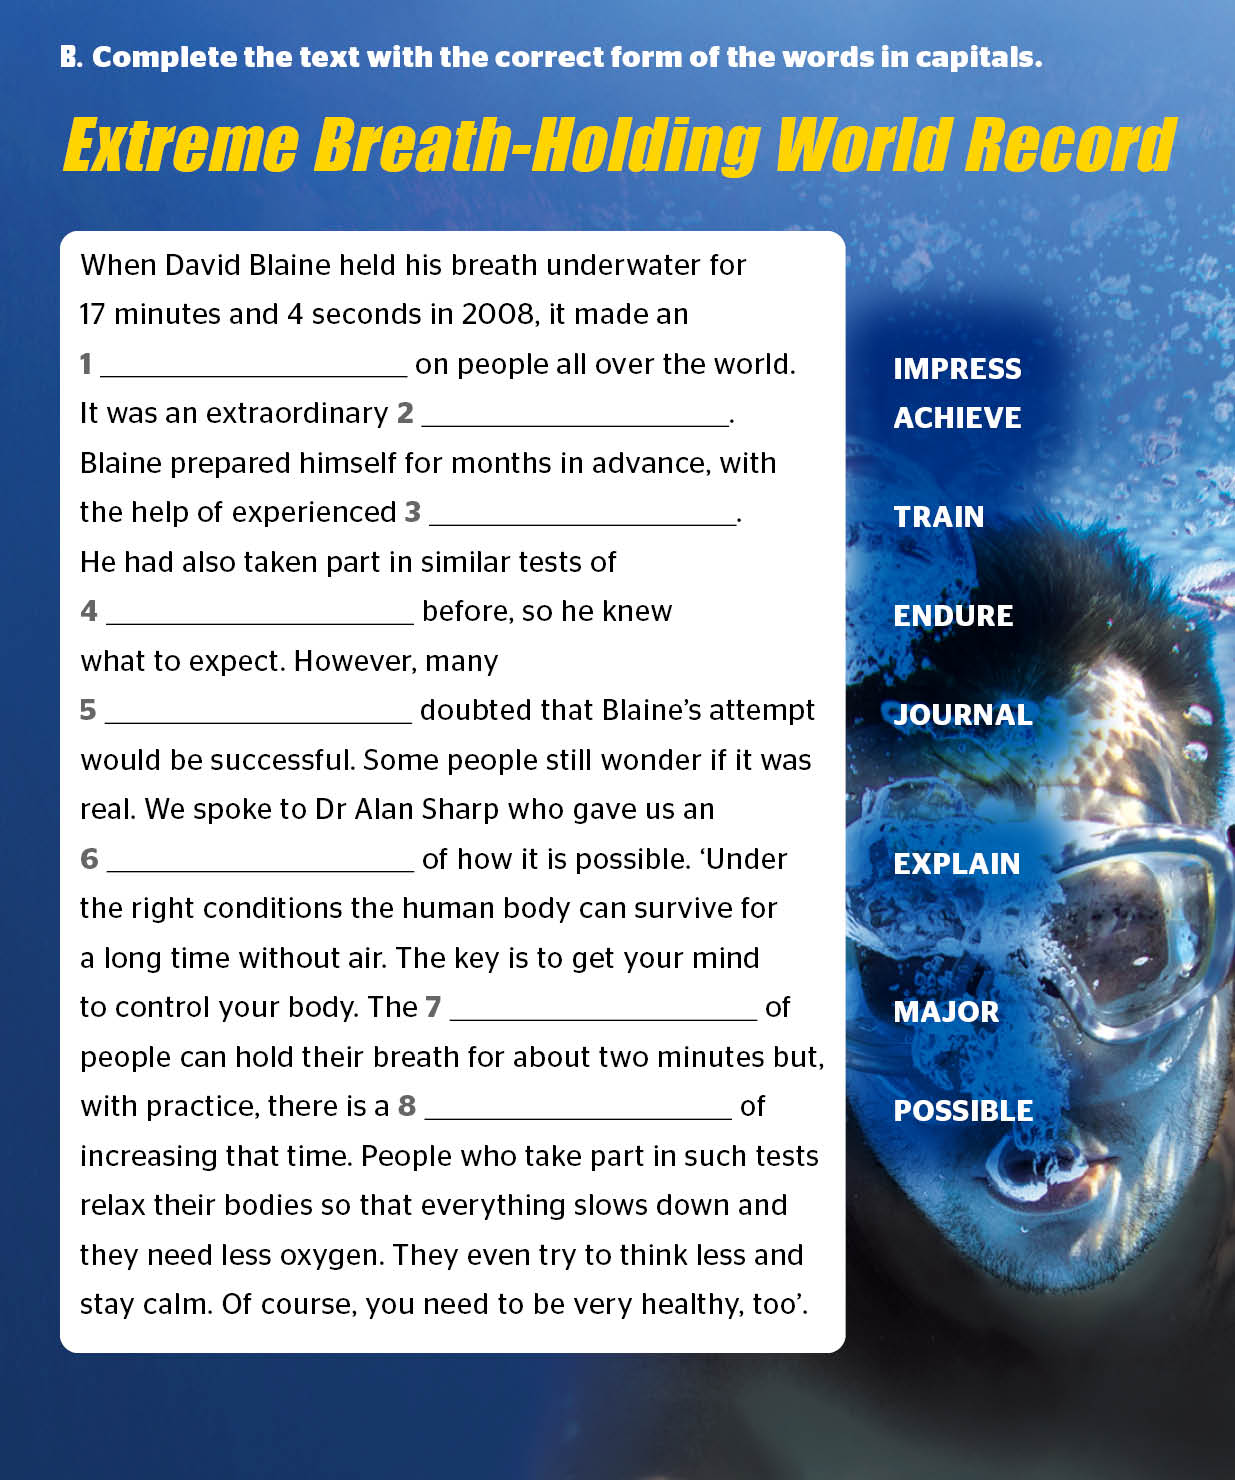 B. Complete the text with the correct form of the words in capitals.
Extreme Breath-Holding World Record
When David Blaine held his breath underwater for
17 minutes and 4 seconds in 2008, it made an
1 ____________________ on people all over the world. IMPRESS
It was an extraordinary 2 ____________________. ACHIEVE
Blaine prepared himself for months in advance, with
the help of experienced 3 ____________________. TRAIN
He had also taken part in similar tests of
4 ____________________ before, so he knew ENDURE
what to expect. However, many
5 ____________________ doubted that Blaine’s attempt JOURNAL
would be successful. Some people still wonder if it was
real. We spoke to Dr Alan Sharp who gave us an
6 ____________________ of how it is possible. ‘Under EXPLAIN
the right conditions the human body can survive for
a long time without air. The key is to get your mind
to control your body. The 7 ____________________ of MAJOR
people can hold their breath for about two minutes but,
with practice, there is a 8 ____________________ of POSSIBLE
increasing that time. People who take part in such tests
relax their bodies so that everything slows down and
they need less oxygen. They even try to think less and
stay calm. Of course, you need to be very healthy, too’.